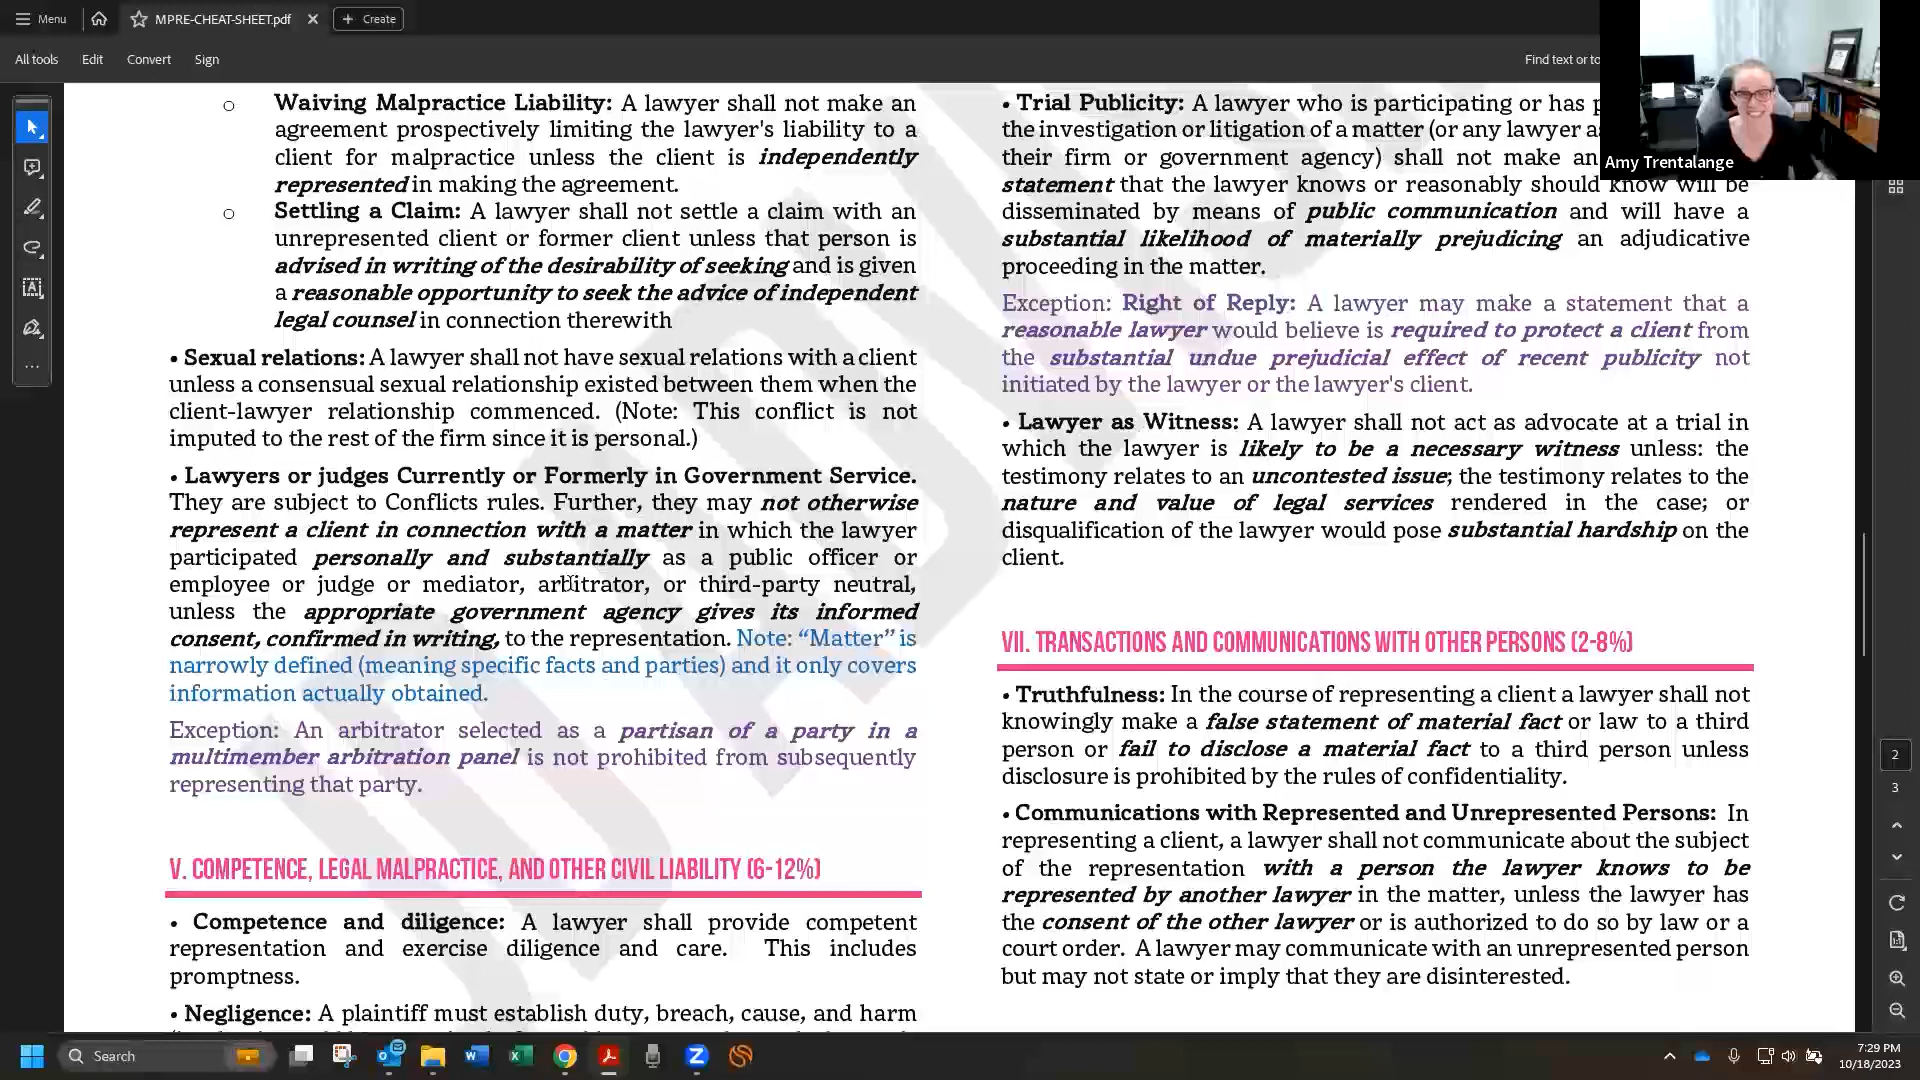 Menu
MPRE-CHEAT-SHEET.pdf
Create
All tools
Edit
Convert
Sign
Find text or to
Amy Trentalange
Waiving Malpractice Liability: A lawyer shall not make an
agreement prospectively limiting the lawyer's liability to a
client for malpractice unless the client is independently
represented in making the agreement.
Settling a Claim: A lawyer shall not settle a claim with an
unrepresented client or former client unless that person is
advised in writing of the desirability of seeking and is given
a reasonable opportunity to seek the advice of independent
legal counsel in connection therewith
• Sexual relations: A lawyer shall not have sexual relations with a client
unless a consensual sexual relationship existed between them when the
client-lawyer relationship commenced. (Note: This conflict is not
imputed to the rest of the firm since it is personal.)
• Lawyers or judges Currently or Formerly in Government Service.
They are subject to Conflicts rules. Further, they may not otherwise
represent a client in connection with a matter in which the lawyer
participated personally and substantially as a public officer or
employee or judge or mediator, arbitrator, or third-party neutral,
unless the appropriate government agency gives its informed
consent, confirmed in writing, to the representation. Note: “Matter” is
narrowly defined (meaning specific facts and parties) and it only covers
information actually obtained.
Exception: An arbitrator selected as a partisan of a party in a
multimember arbitration panel is not prohibited from subsequently
representing that party.
V. COMPETENCE, LEGAL MALPRACTICE, AND OTHER CIVIL LIABILITY (6-12%)
• Competence and diligence: A lawyer shall provide competent
representation and exercise diligence and care. This includes
promptness.
• Negligence: A plaintiff must establish duty, breach, cause, and harm
• Trial Publicity: A lawyer who is participating or has
the investigation or litigation of a matter (or any lawyer
their firm or government agency) shall not make an
statement that the lawyer knows or reasonably should know will be
disseminated by means of public communication and will have a
substantial likelihood of materially prejudicing an adjudicative
proceeding in the matter.
Exception: Right of Reply: A lawyer may make a statement that a
reasonable lawyer would believe is required to protect a client from
the substantial undue prejudicial effect of recent publicity not
initiated by the lawyer or the lawyer's client.
• Lawyer as Witness: A lawyer shall not act as advocate at a trial in
which the lawyer is likely to be a necessary witness unless: the
testimony relates to an uncontested issue; the testimony relates to the
nature and value of legal services rendered in the case; or
disqualification of the lawyer would pose substantial hardship on the
client.
VII. TRANSACTIONS AND COMMUNICATIONS WITH OTHER PERSONS (2-8%)
• Truthfulness: In the course of representing a client a lawyer shall not
knowingly make a false statement of material fact or law to a third
person or fail to disclose a material fact to a third person unless
disclosure is prohibited by the rules of confidentiality.
• Communications with Represented and Unrepresented Persons: In
representing a client, a lawyer shall not communicate about the subject
of the representation with a person the lawyer knows to be
represented by another lawyer in the matter, unless the lawyer has
the consent of the other lawyer or is authorized to do so by law or a
court order. A lawyer may communicate with an unrepresented person
but may not state or imply that they are disinterested.
2
3
Search
7:29 PM
10/18/2023